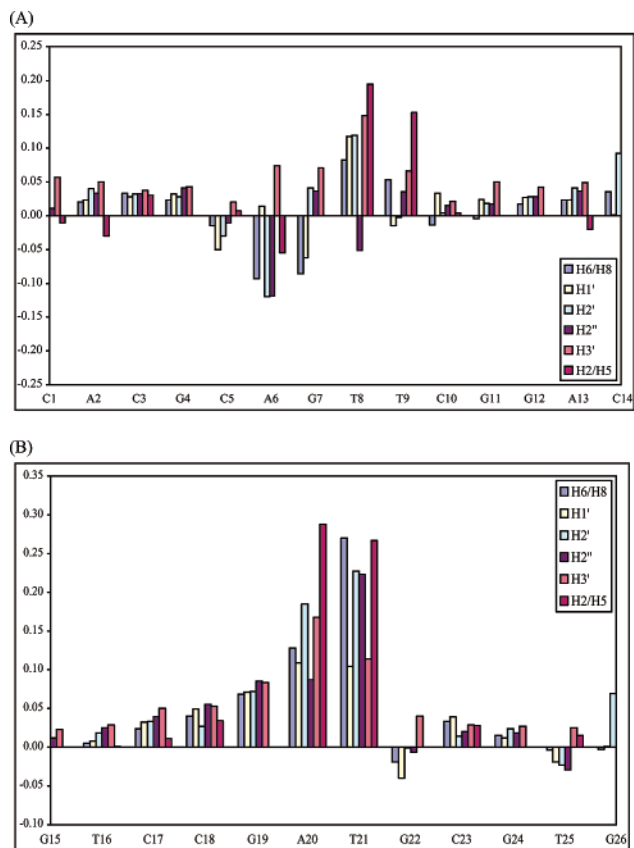 (A)
0.25
0.20
0.15
0.10
0.05
0.00
-0.05
-0.10
-0.15
-0.20
-0.25
H6/H8
H1'
H2'
H2"
H3'
H2/H5
C1 A2 C3 G4 C5 A6 G7 T8 T9 C10 G11 G12 A13 C14
(B)
0.35
0.30
0.25
0.20
0.15
0.10
0.05
0.00
-0.05
-0.10
H6/H8
H1'
H2'
H2"
H3'
H2/H5
G15 T16 C17 C18 G19 A20 T21 G22 C23 G24 T25 G26